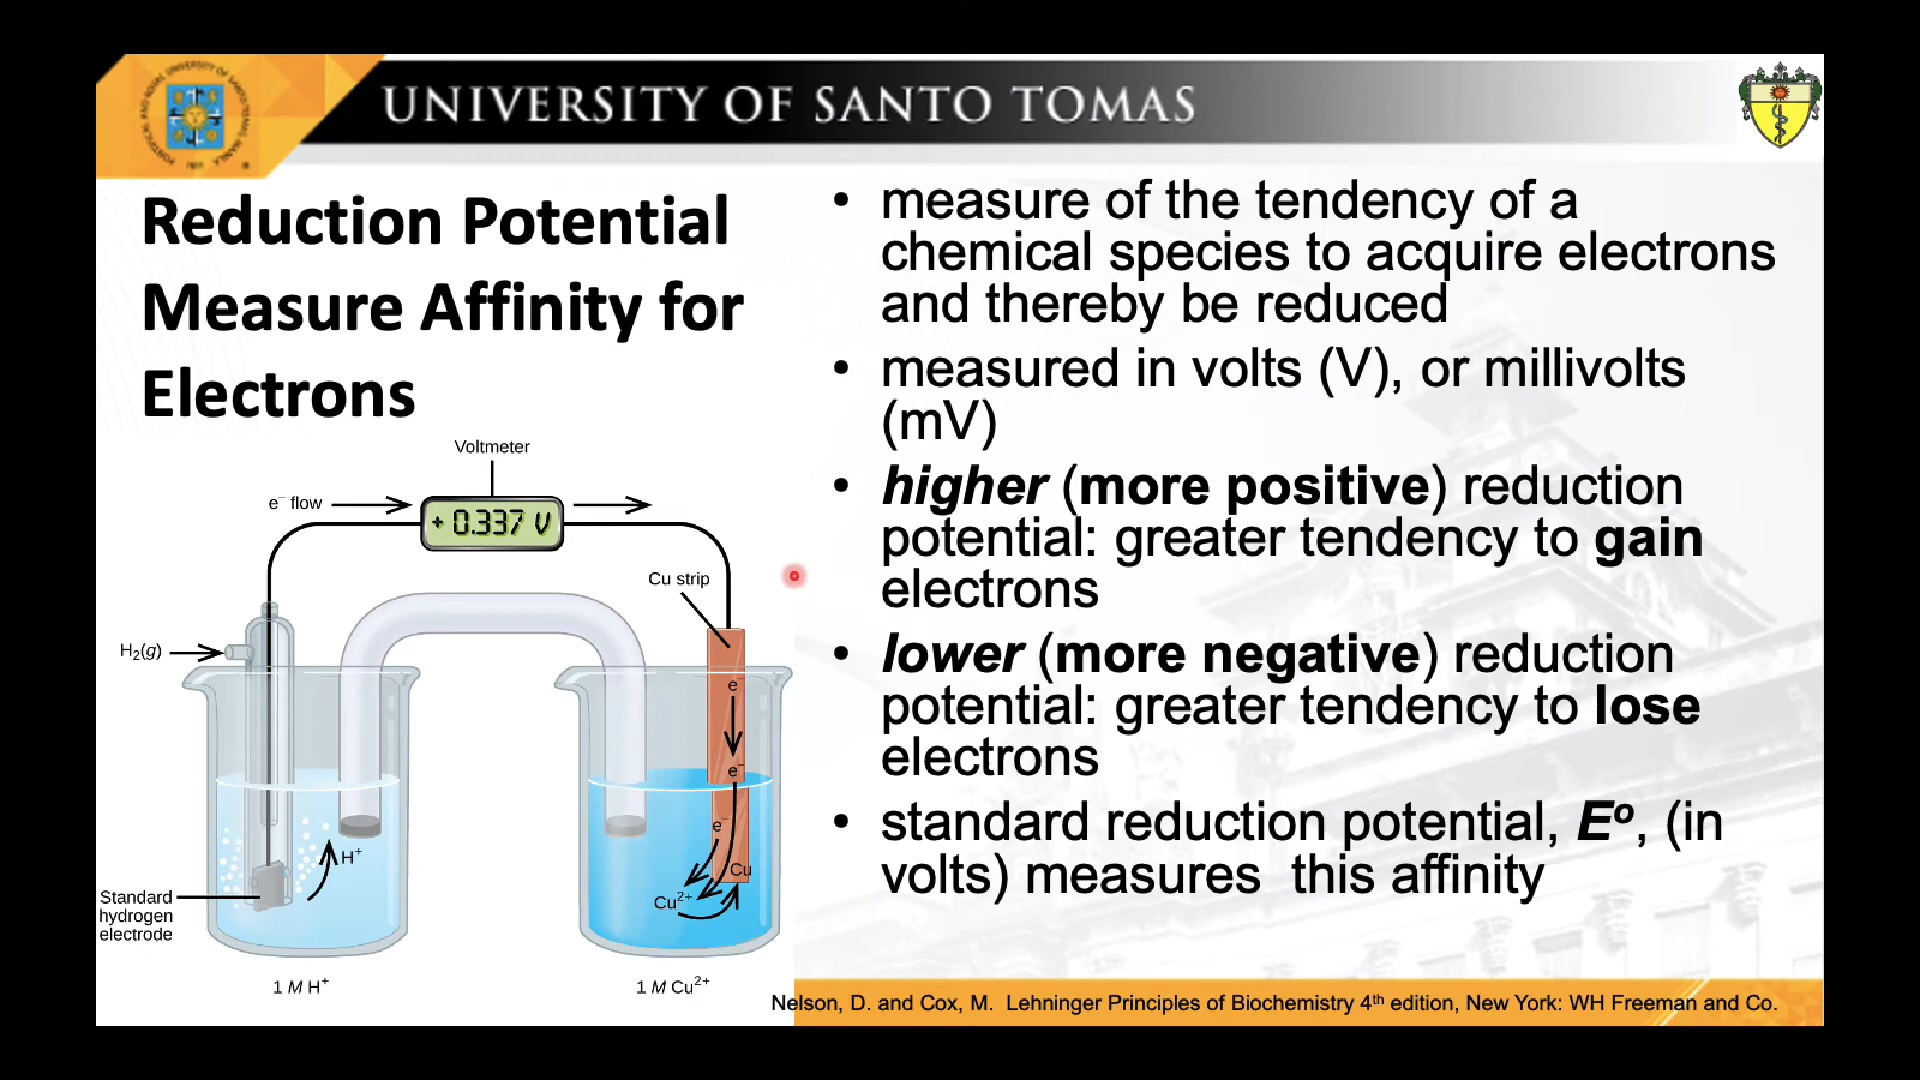 UNIVERSITY OF SANTO TOMAS
Reduction Potential
Measure Affinity for
Electrons
• measure of the tendency of a
chemical species to acquire electrons
and thereby be reduced
• measured in volts (V), or millivolts
(mV)
• higher (more positive) reduction
potential: greater tendency to gain
electrons
• lower (more negative) reduction
potential: greater tendency to lose
electrons
• standard reduction potential, Eº, (in
volts) measures  this affinity
Voltmeter
e⁻ flow
+ 0.337 V
Cu strip
H₂(g)
e⁻
e⁻
e⁻
H⁺
Cu
Cu²⁺
Standard
hydrogen
electrode
1 M H⁺
1 M Cu²⁺
Nelson, D. and Cox, M.  Lehninger Principles of Biochemistry 4ᵗʰ edition, New York: WH Freeman and Co.